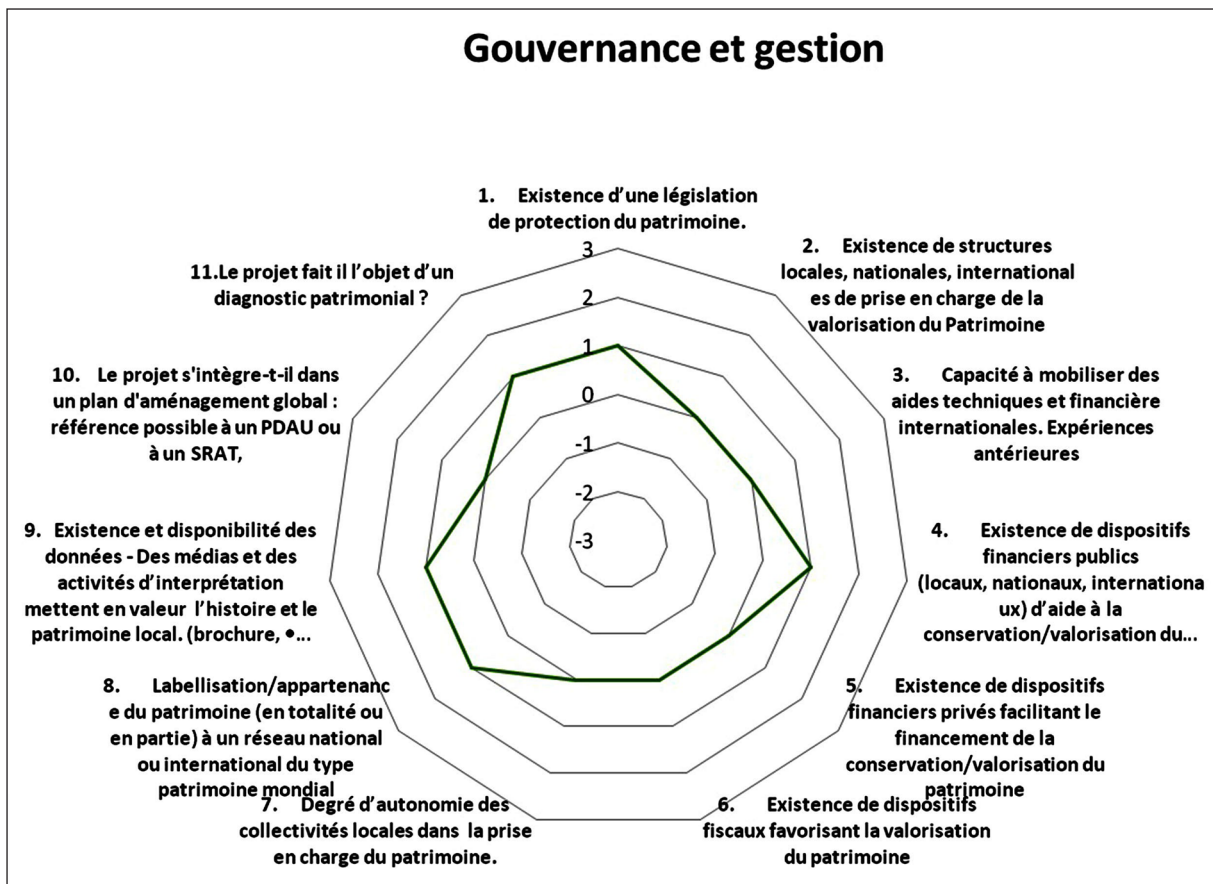 Gouvernance et gestion
1. Existence d’une législation
de protection du patrimoine.
3
2
1
0
-1
-2
-3
2. Existence de structures
locales, nationales, international
es de prise en charge de la
valorisation du Patrimoine
3. Capacité à mobiliser des
aides techniques et financière
internationales. Expériences
antérieures
4. Existence de dispositifs
financiers publics
(locaux, nationaux, internationa
ux) d’aide à la
conservation/valorisation du...
5. Existence de dispositifs
financiers privés facilitant le
financement de la
conservation/valorisation du
patrimoine
6. Existence de dispositifs
fiscaux favorisant la valorisation
du patrimoine
7. Degré d’autonomie des
collectivités locales dans la prise
en charge du patrimoine.
8. Labellisation/appartenanc
e du patrimoine (en totalité ou
en partie) à un réseau national
ou international du type
patrimoine mondial
9. Existence et disponibilité des
données - Des médias et des
activités d’interprétation
mettent en valeur l’histoire et le
patrimoine local. (brochure, •...
10. Le projet s'intègre-t-il dans
un plan d'aménagement global :
référence possible à un PDAU ou
à un SRAT,
11.Le projet fait il l’objet d’un
diagnostic patrimonial ?